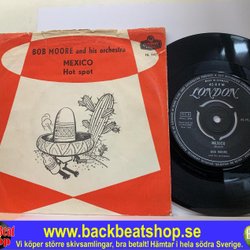 BOB MOORE and his orchestra
MEXICO
Hot spot
LONDON
MEXICO
BOB MOORE
www.backbeatshop.se
Vi köper större skivsamlingar, bra betalt! Hämtar i hela södra Sverige.